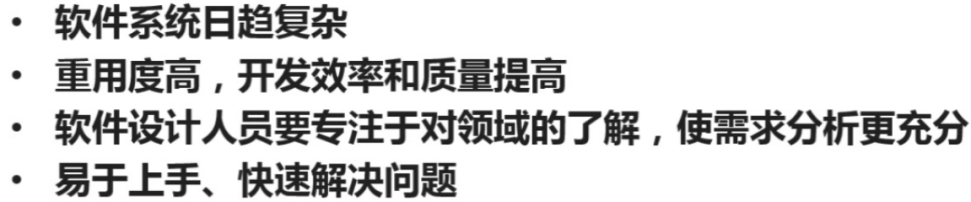 • 软件系统日趋复杂
• 重用度高，开发效率和质量提高
• 软件设计人员要专注于对领域的了解，使需求分析更充分
• 易于上手、快速解决问题